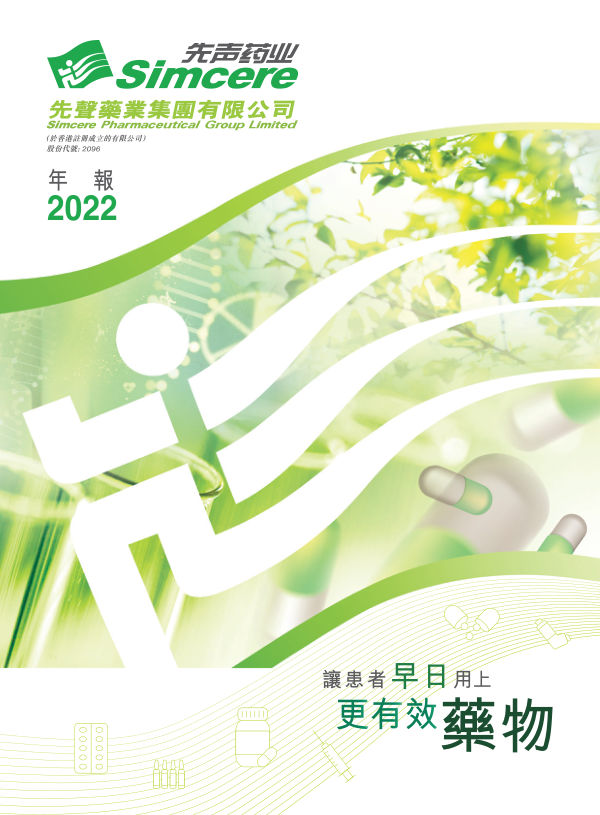 先声药业
Simcere
先聲藥業集團有限公司
Simcere Pharmaceutical Group Limited
(於香港註冊成立的有限公司)
股份代號: 2096
年 報
2022
讓患者早日用上
更有效藥物